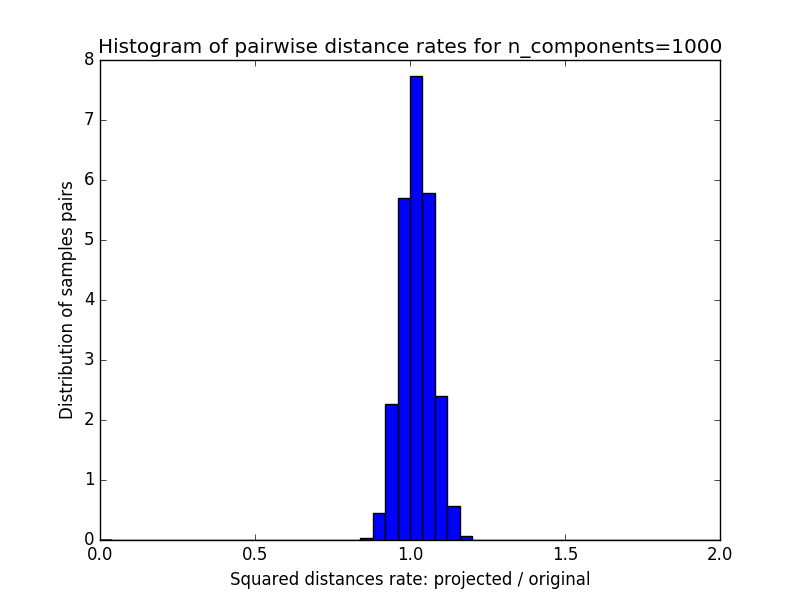 Histogram of pairwise distance rates for n_components=1000
8
7
6
5
4
3
2
1
0
Distribution of samples pairs
0.0 0.5 1.0 1.5 2.0
Squared distances rate: projected / original